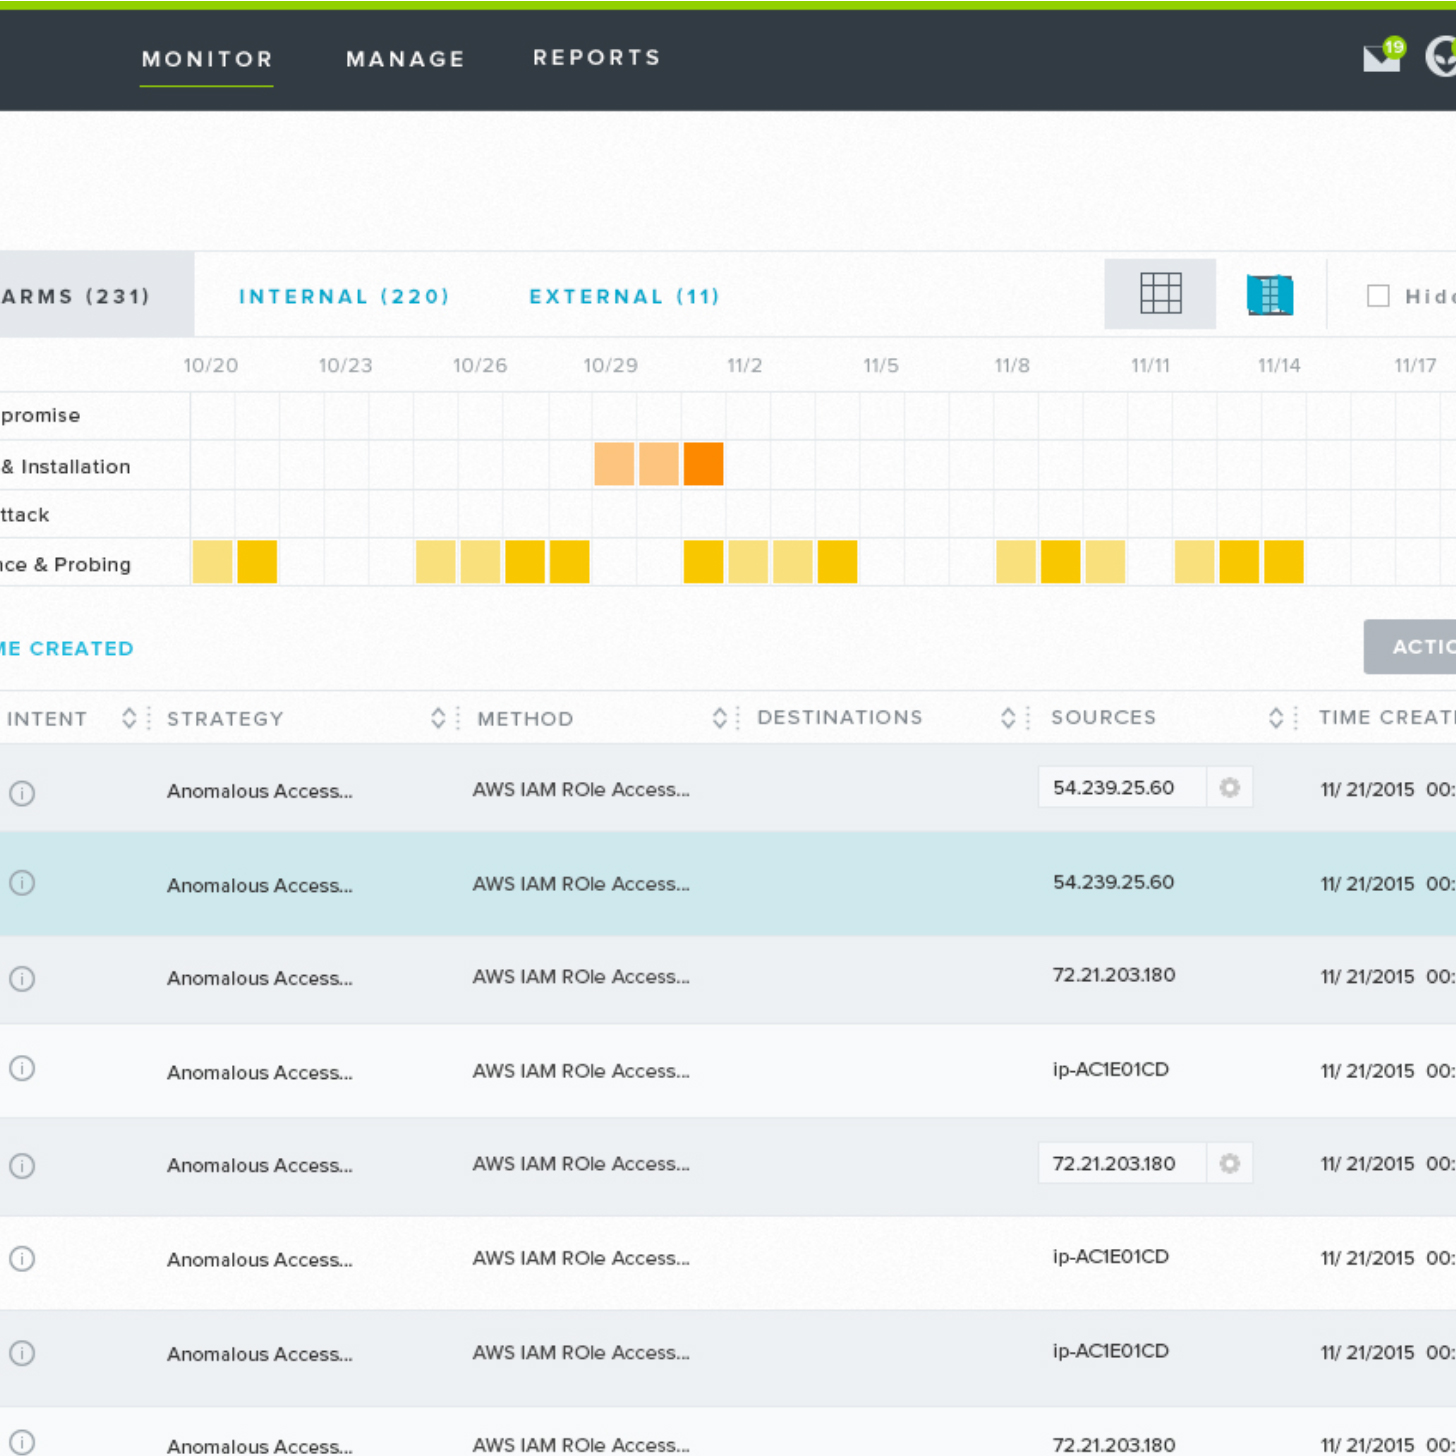 MONITOR MANAGE REPORTS 19
ARMS (231) INTERNAL (220) EXTERNAL (11) Hide
10/20 10/23 10/26 10/29 11/2 11/5 11/8 11/11 11/14 11/17
promise
& Installation
ttack
nce & Probing
ME CREATED ACTIO
INTENT STRATEGY METHOD DESTINATIONS SOURCES TIME CREATE
Anomalous Access... AWS IAM ROle Access... 54.239.25.60 11/ 21/2015 00:
Anomalous Access... AWS IAM ROle Access... 54.239.25.60 11/ 21/2015 00:
Anomalous Access... AWS IAM ROle Access... 72.21.203.180 11/ 21/2015 00:
Anomalous Access... AWS IAM ROle Access... ip-AC1E01CD 11/ 21/2015 00:
Anomalous Access... AWS IAM ROle Access... 72.21.203.180 11/ 21/2015 00:
Anomalous Access... AWS IAM ROle Access... ip-AC1E01CD 11/ 21/2015 00:
Anomalous Access... AWS IAM ROle Access... ip-AC1E01CD 11/ 21/2015 00:
Anomalous Access... AWS IAM ROle Access... 72.21.203.180 11/ 21/2015 00: